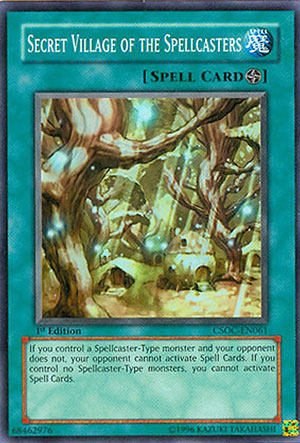 SECRET VILLAGE OF THE SPELLCASTERS
魔
[SPELL CARD]
1st Edition
CSOC-EN061
If you control a Spellcaster-Type monster and your opponent
does not, your opponent cannot activate Spell Cards. If you
control no Spellcaster-Type monsters, you cannot activate
Spell Cards.
68462976
©1996 KAZUKI TAKAHASHI